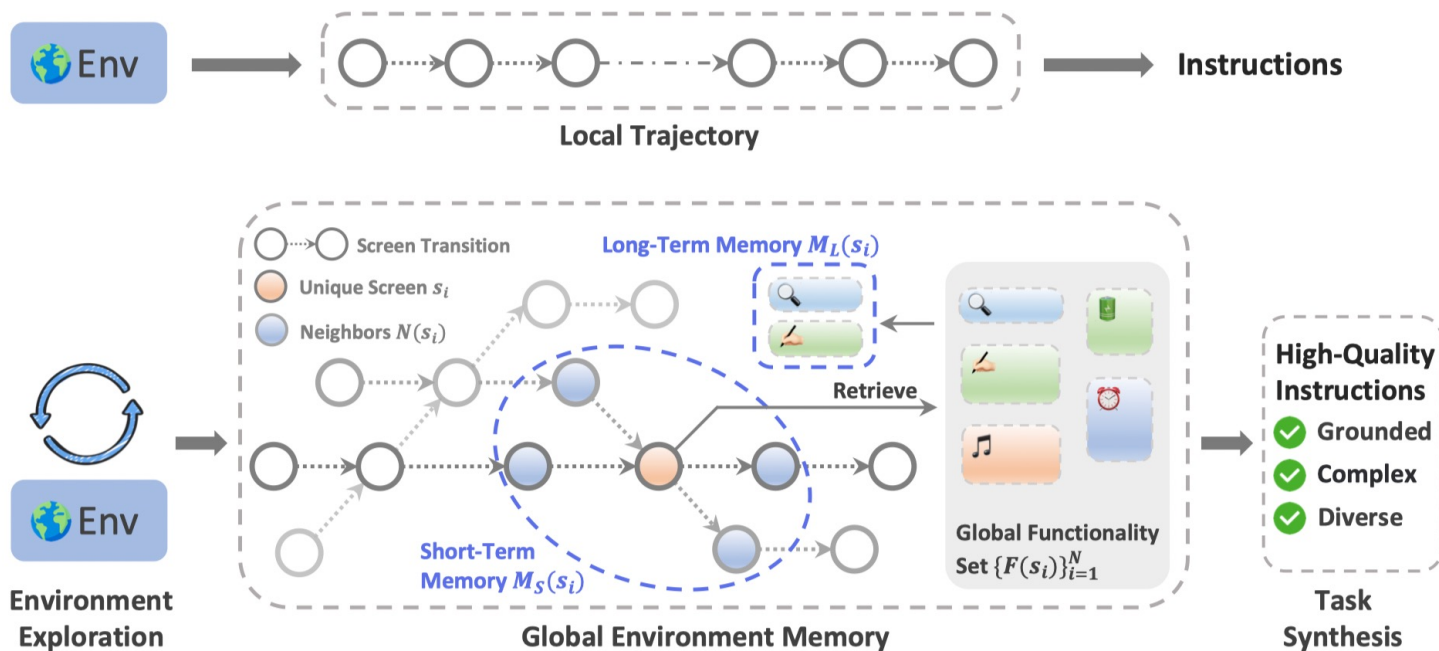 Env
Instructions
Local Trajectory
Screen Transition
Unique Screen $s_i$
Neighbors $N(s_i)$
Long-Term Memory $M_L(s_i)$
Retrieve
Short-Term
Memory $M_S(s_i)$
Global Functionality
Set $\{F(s_i)\}_{i=1}^{N}$
High-Quality
Instructions
Grounded
Complex
Diverse
Env
Environment
Exploration
Global Environment Memory
Task
Synthesis